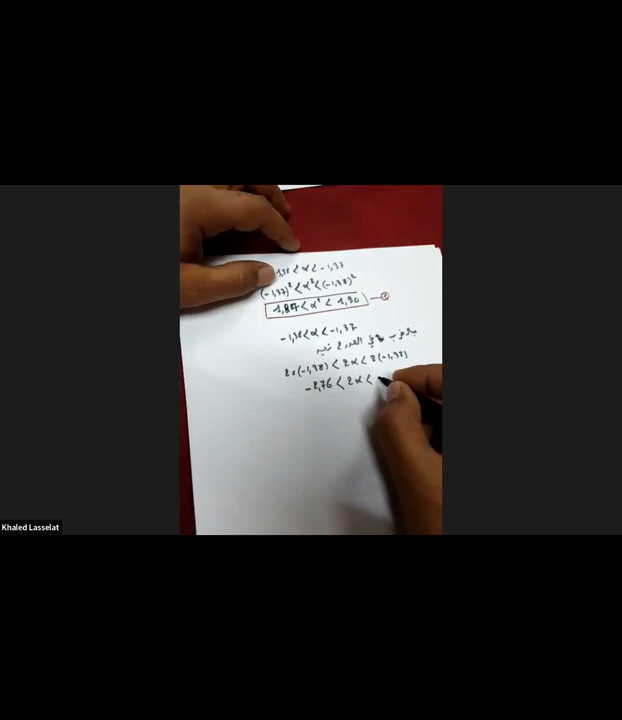 -1,38 < α < -1,37
(-1,37)² < α² < (-1,38)²
1,87 < α² < 1,90 —②
-1,38 < α < -1,37
بالضرب في العدد 2 نجد
2×(-1,38) < 2α < 2(-1,37)
-2,76 < 2α <
Khaled Lasselat